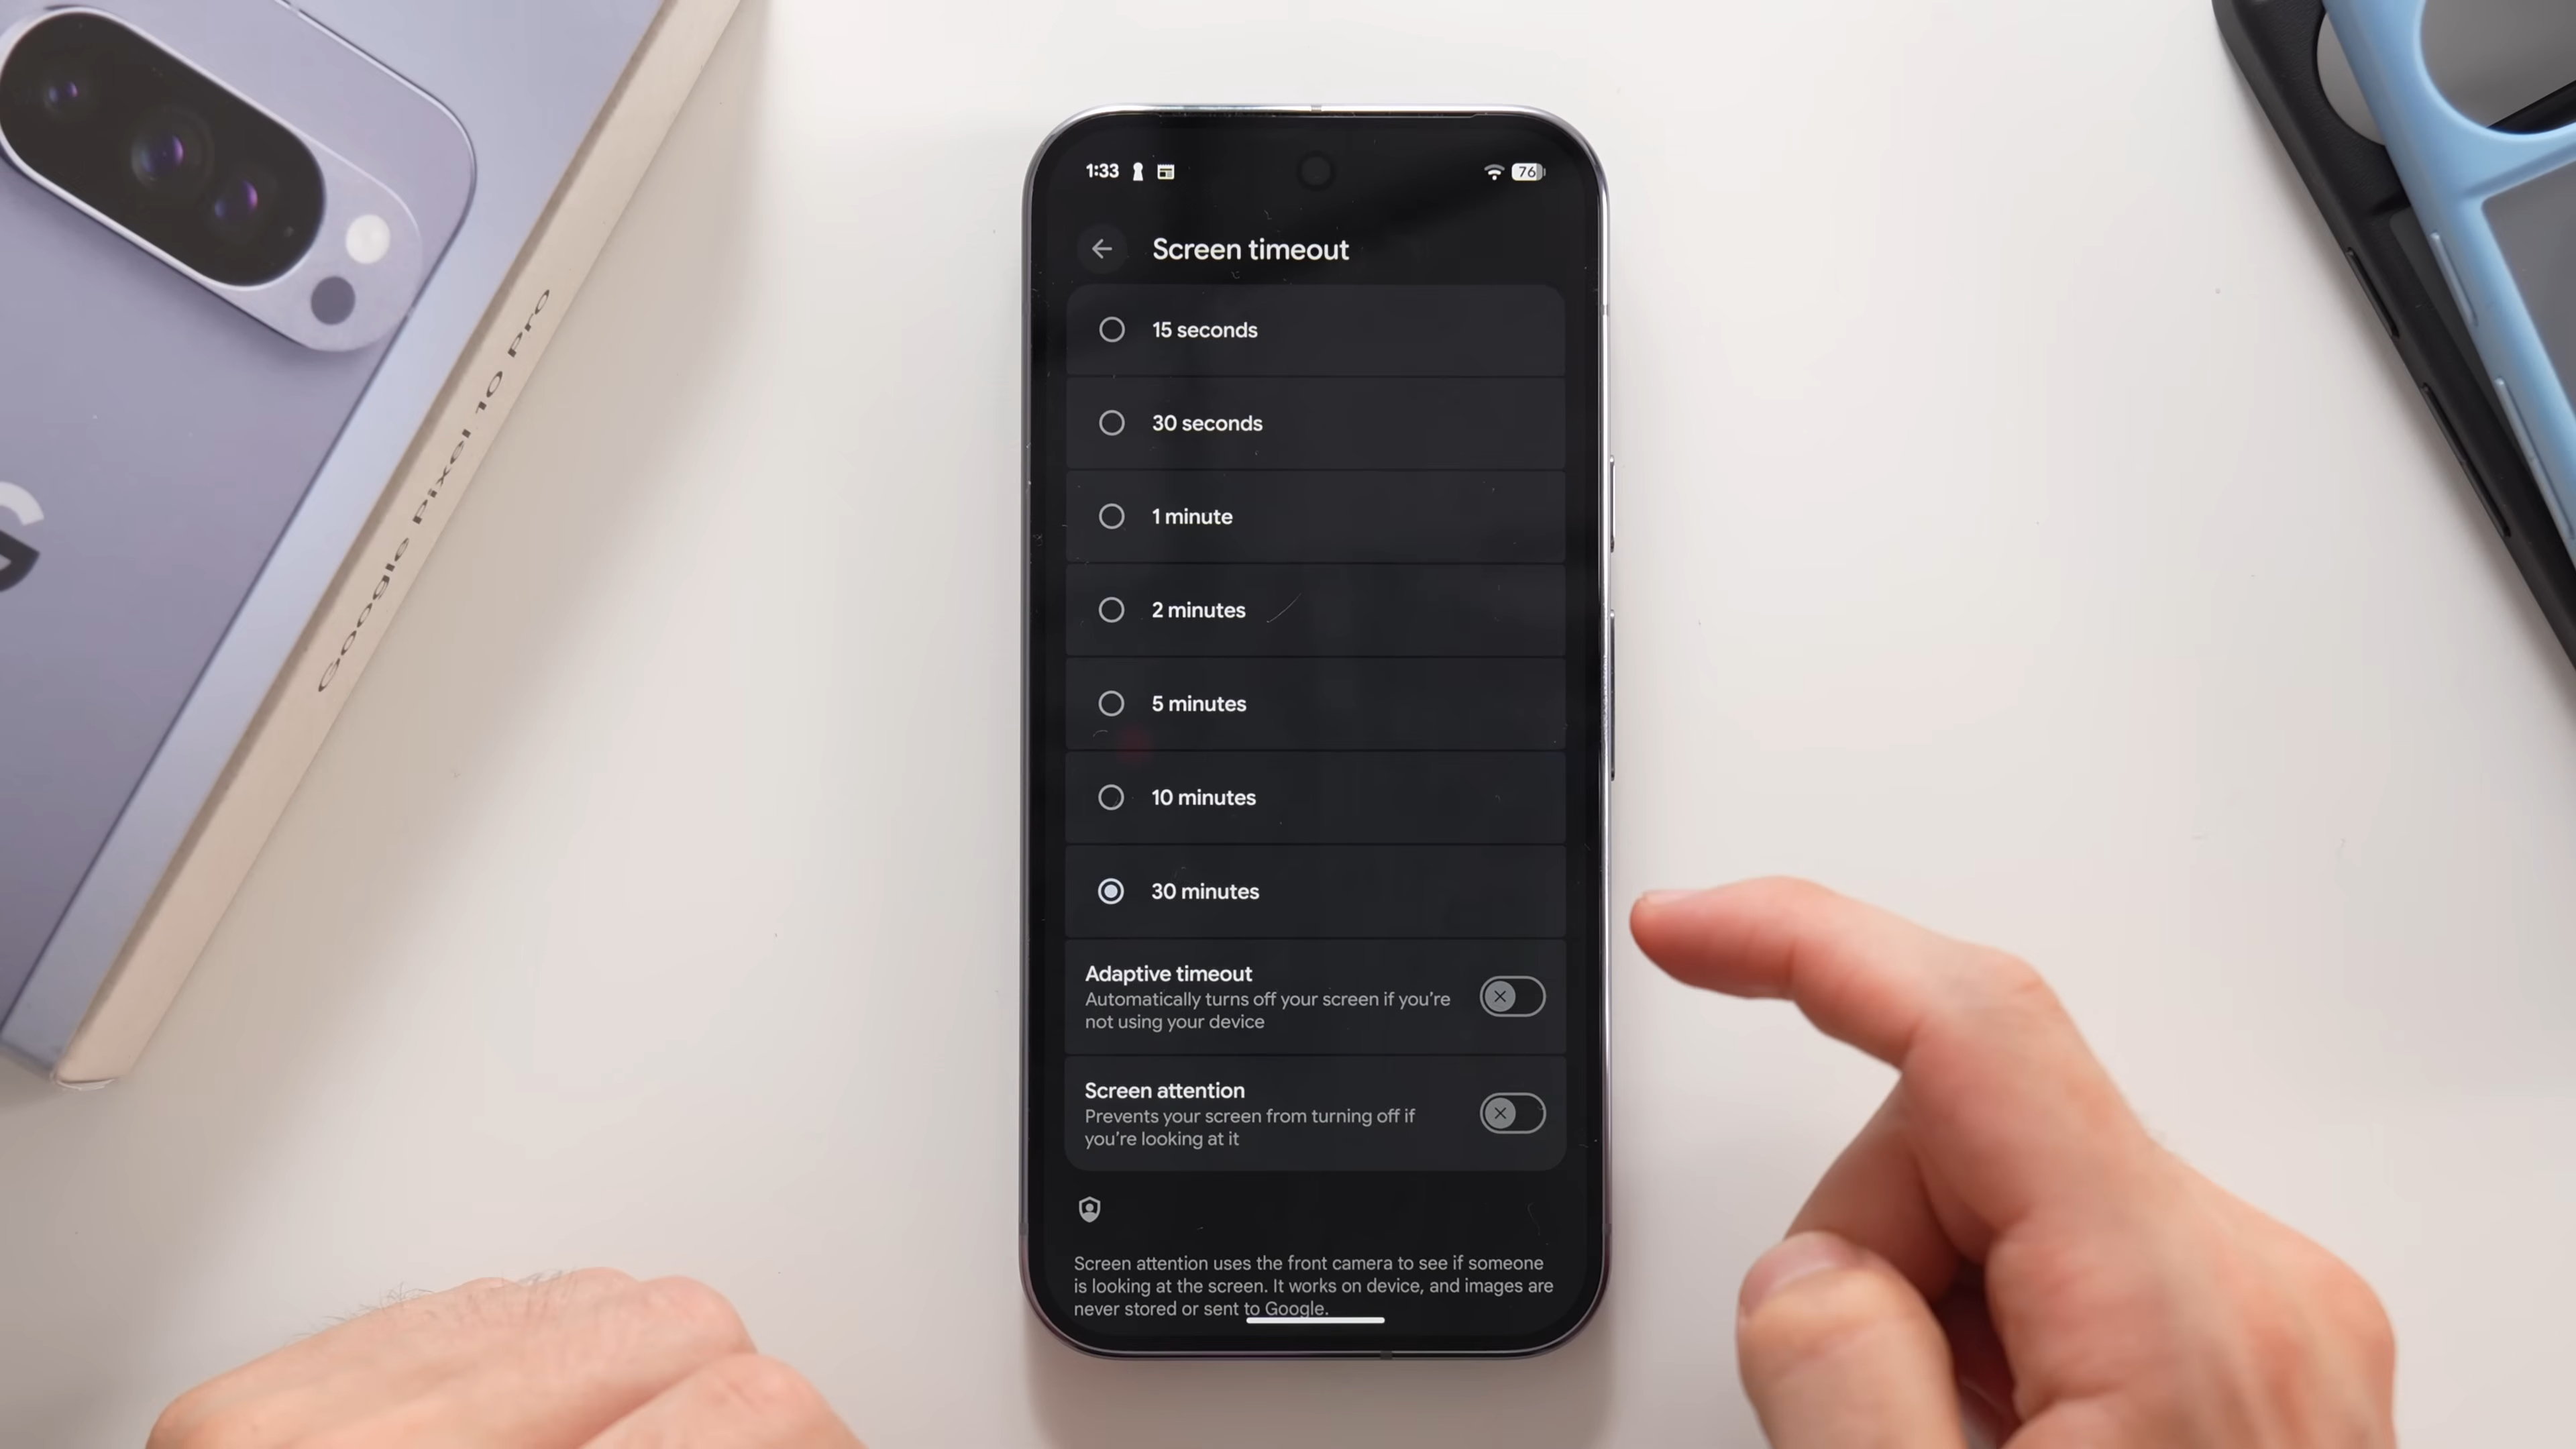 Google Pixel 10 Pro
1:33
76
Screen timeout
15 seconds
30 seconds
1 minute
2 minutes
5 minutes
10 minutes
30 minutes
Adaptive timeout
Automatically turns off your screen if you're
not using your device
Screen attention
Prevents your screen from turning off if
you're looking at it
Screen attention uses the front camera to see if someone
is looking at the screen. It works on device, and images are
never stored or sent to Google.